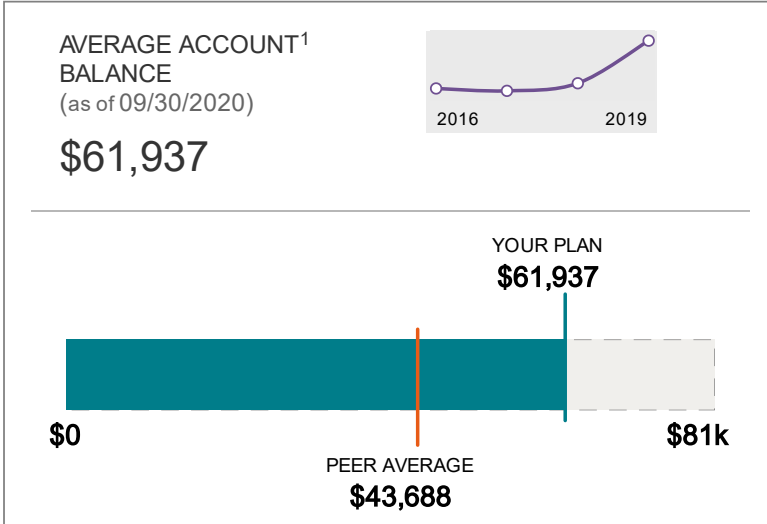 AVERAGE ACCOUNT1
BALANCE
(as of 09/30/2020)
$61,937
2016 2019
YOUR PLAN
$61,937
$0 $81k
PEER AVERAGE
$43,688